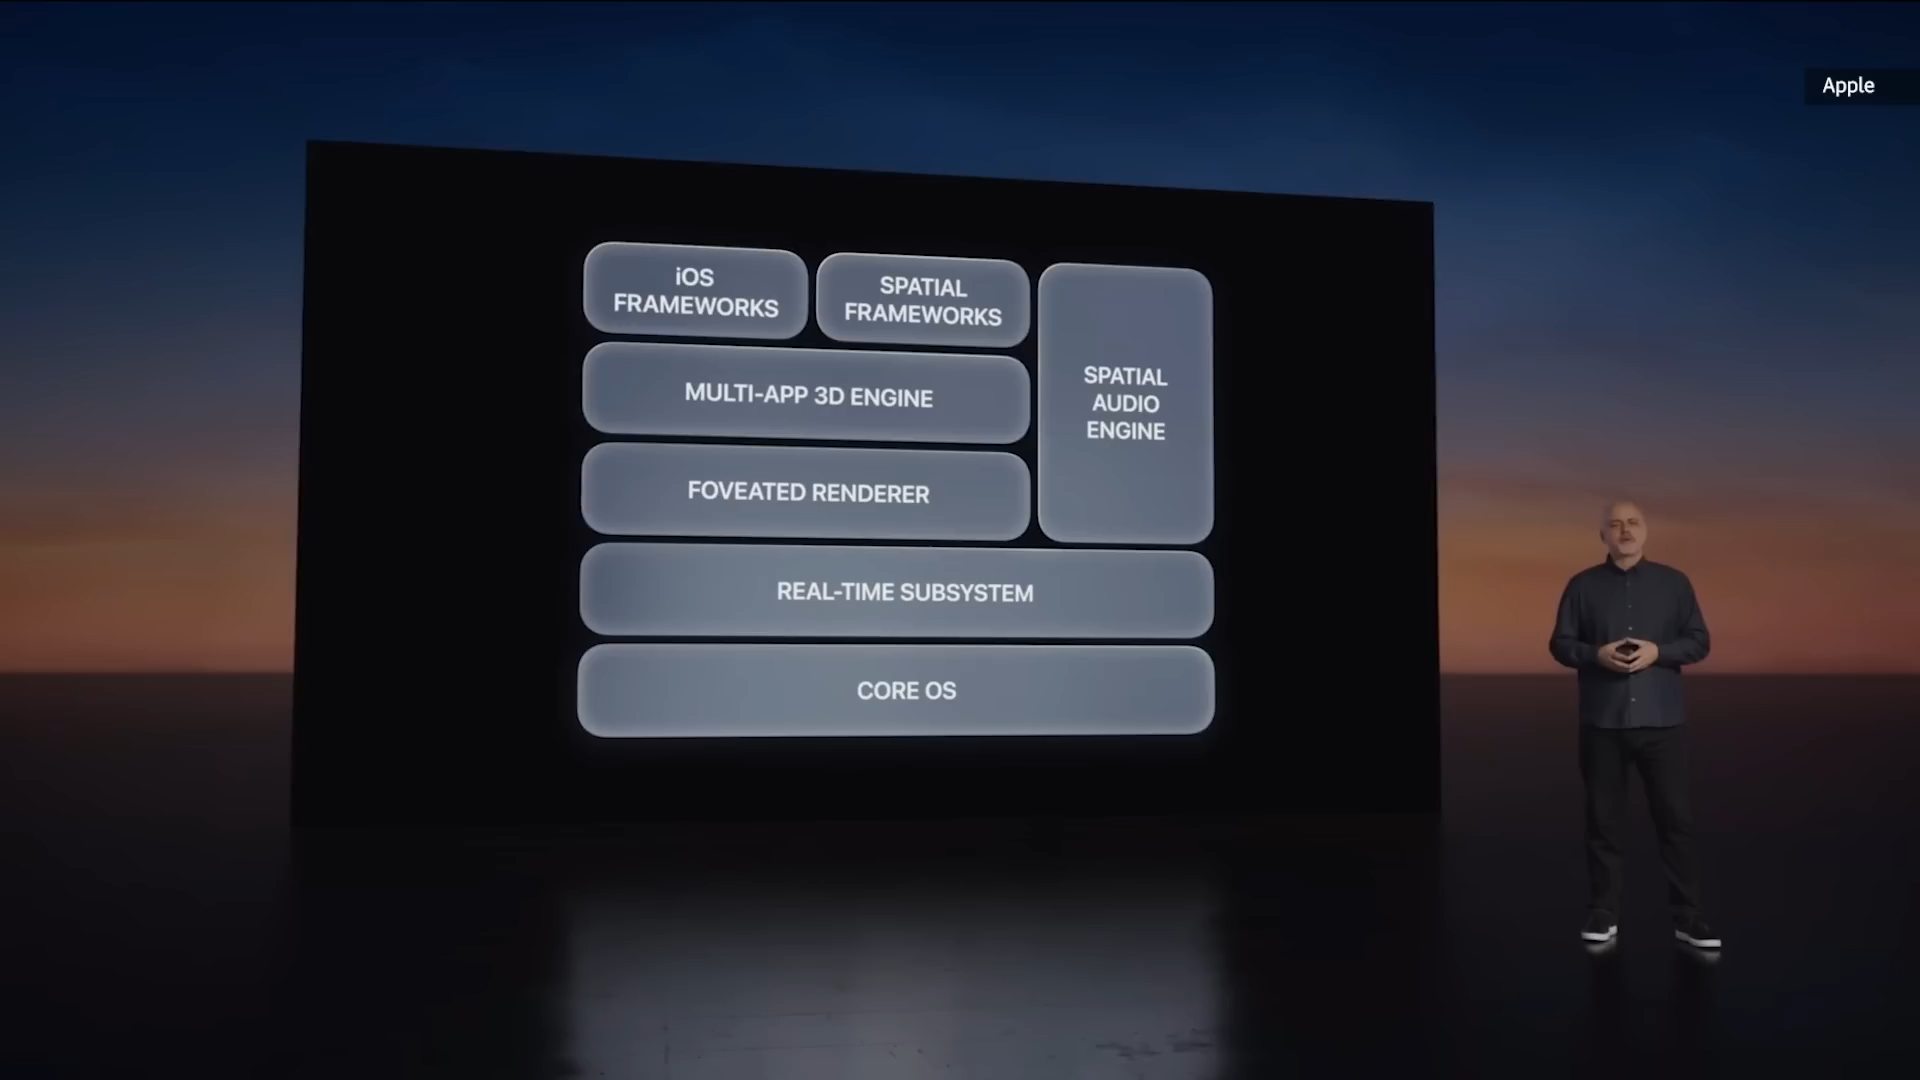 Apple
iOS
FRAMEWORKS
SPATIAL
FRAMEWORKS
SPATIAL
AUDIO
ENGINE
MULTI-APP 3D ENGINE
FOVEATED RENDERER
REAL-TIME SUBSYSTEM
CORE OS